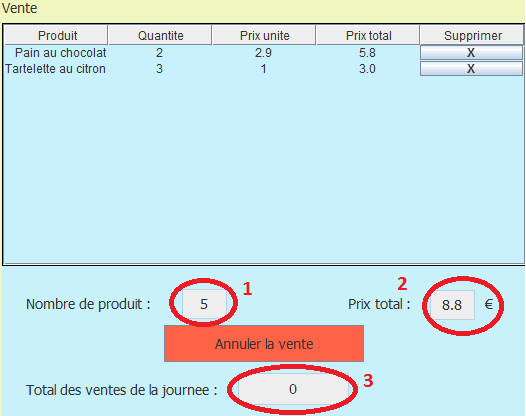 Vente
Produit Quantite Prix unite Prix total Supprimer
Pain au chocolat 2 2.9 5.8 X
Tartelette au citron 3 1 3.0 X
Nombre de produit : 5 1 Prix total : 8.8 € 2
Annuler la vente
Total des ventes de la journee : 0 3